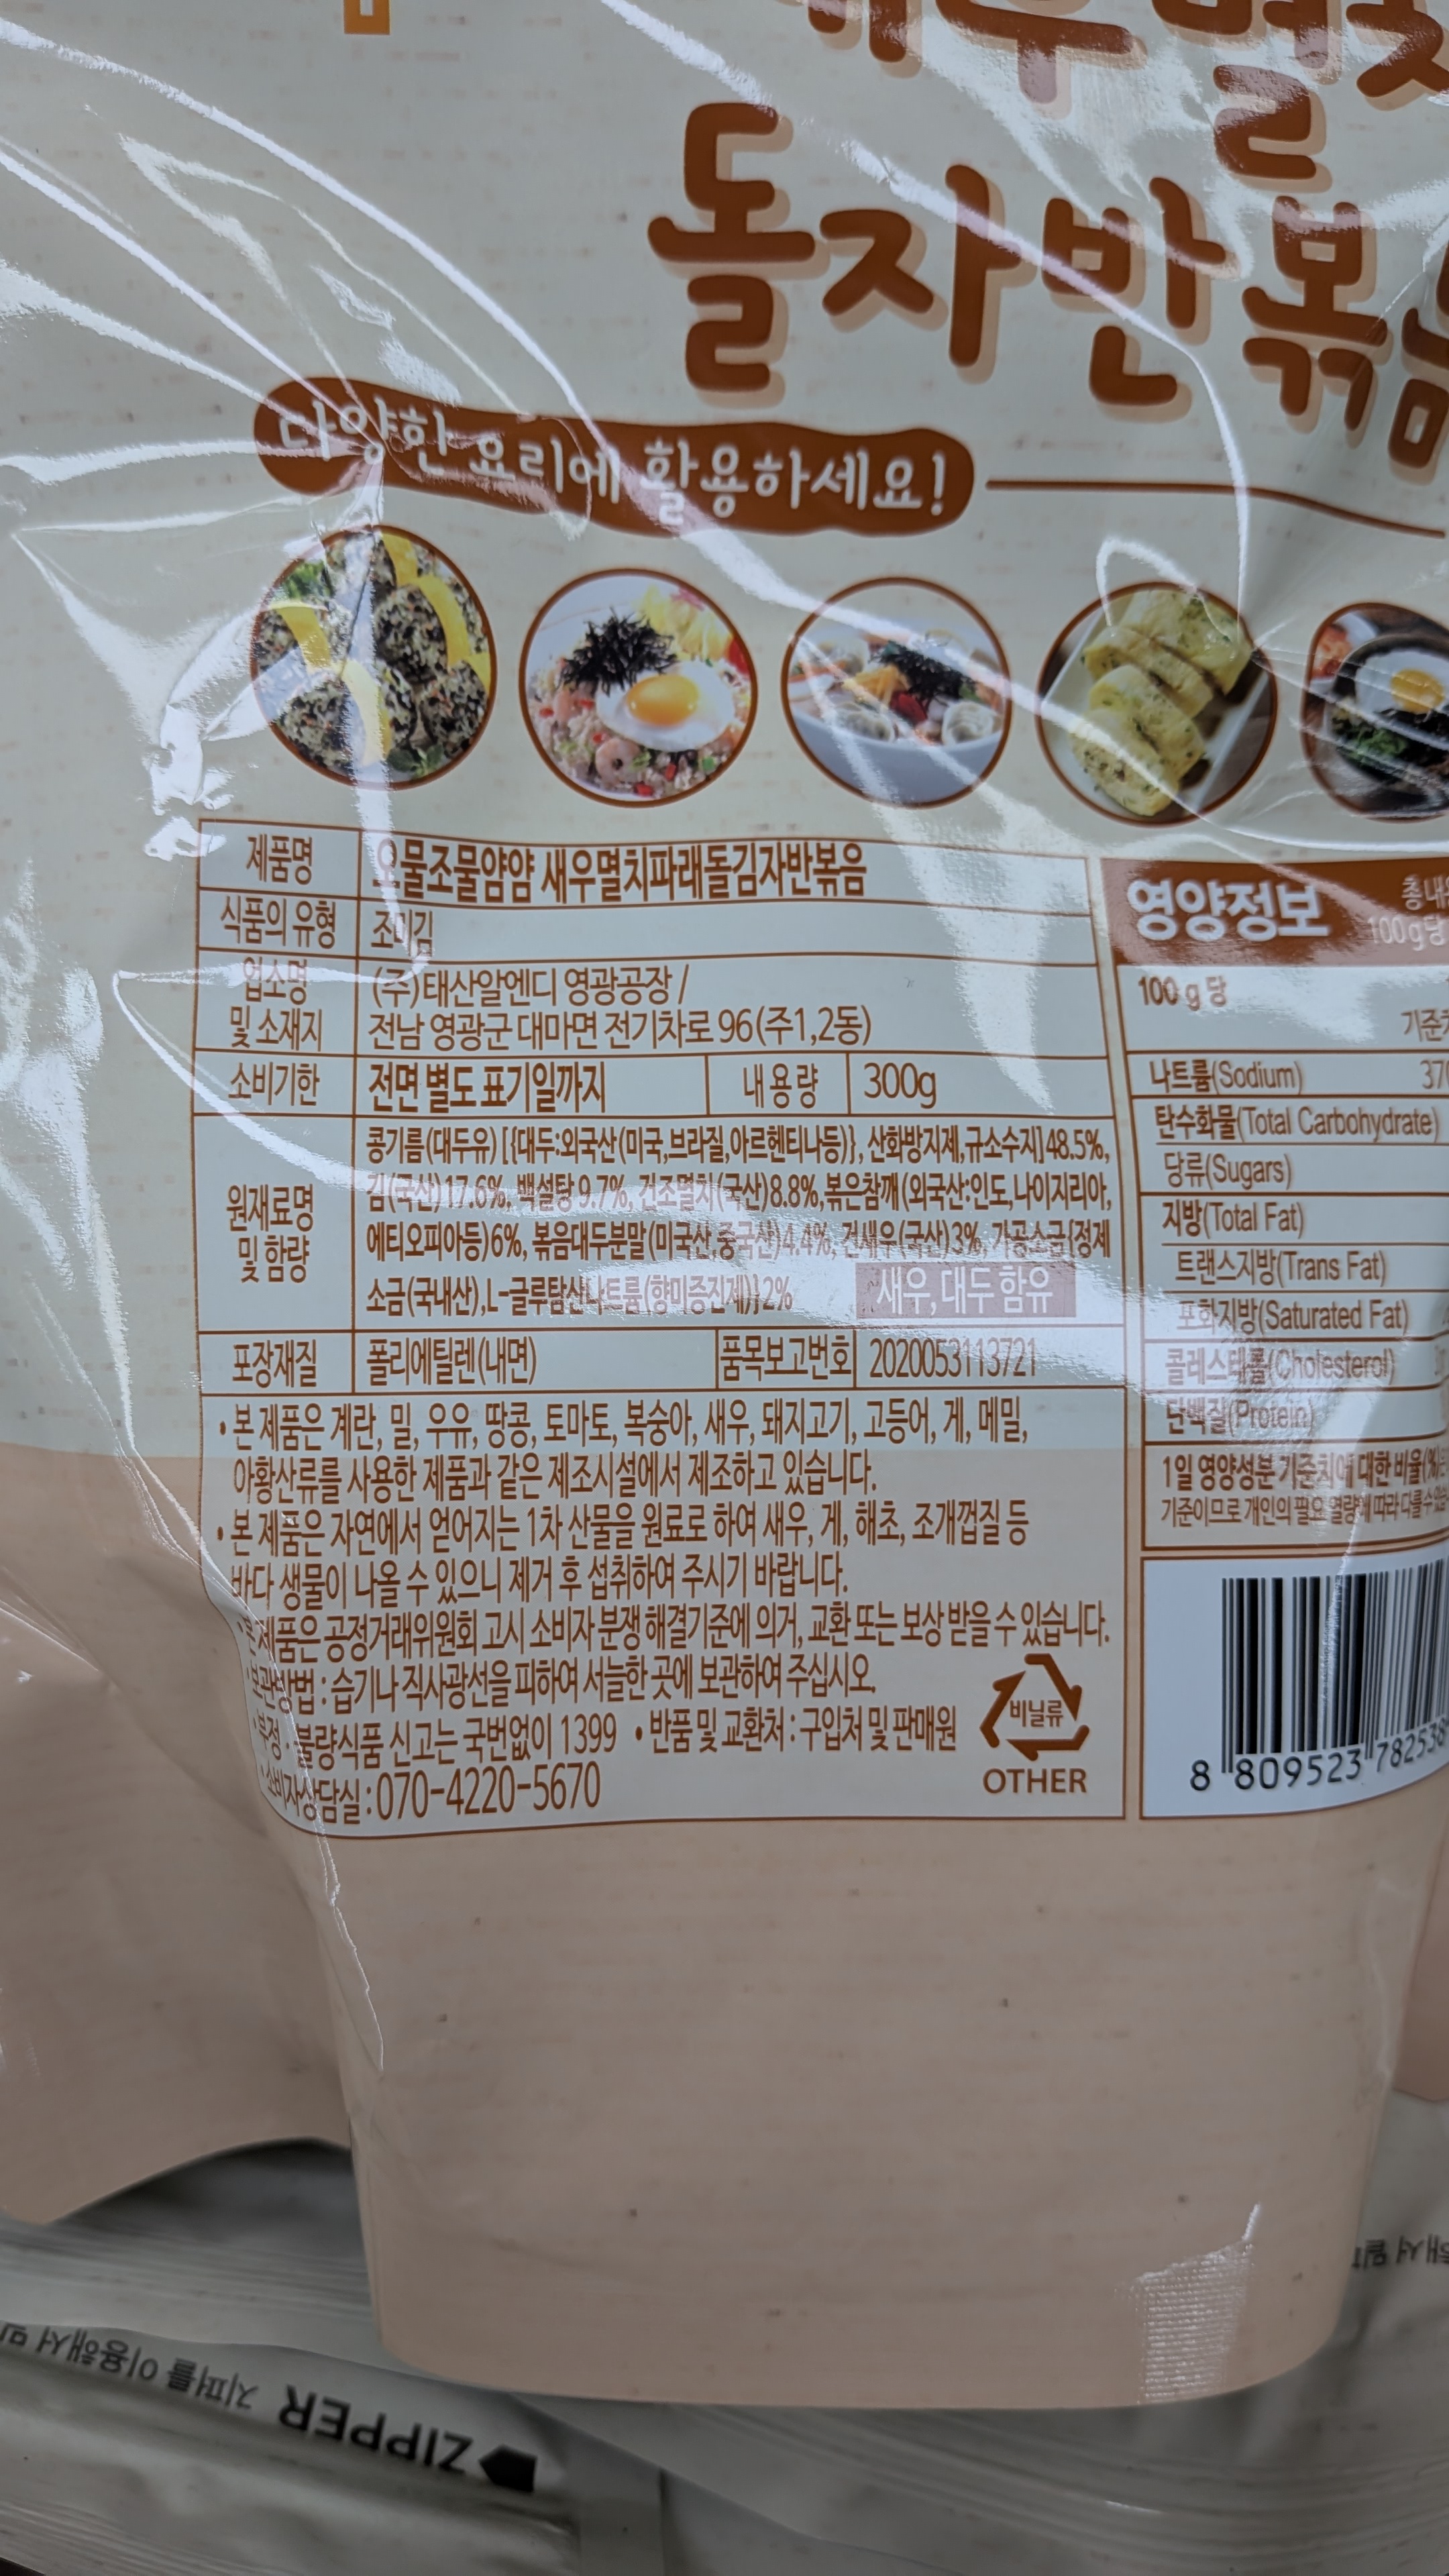 돌자반볶음
다양한 요리에 활용하세요!
제품명 오물조물얌얌 새우멸치파래돌김자반볶음
식품의 유형 조미김
업소명 및 소재지 (주)태산알엔디 영광공장 /
전남 영광군 대마면 전기차로 96(주1,2동)
소비기한 전면 별도 표기일까지 내용량 300g
원재료명 및 함량
콩기름(대두유)[{대두:외국산(미국,브라질,아르헨티나등)}, 산화방지제,규소수지]48.5%,
김(국산)17.6%, 백설탕 9.7%, 건조멸치(국산)8.8%, 볶은참깨(외국산:인도,나이지리아,
에티오피아등)6%, 볶음대두분말(미국산,중국산)4.4%, 건새우(국산)3%, 가공소금{정제
소금(국내산),L-글루탐산나트륨(향미증진제)}2% 새우, 대두 함유
포장재질 폴리에틸렌(내면) 품목보고번호 2020053113721
• 본 제품은 계란, 밀, 우유, 땅콩, 토마토, 복숭아, 새우, 돼지고기, 고등어, 게, 메밀,
아황산류를 사용한 제품과 같은 제조시설에서 제조하고 있습니다.
• 본 제품은 자연에서 얻어지는 1차 산물을 원료로 하여 새우, 게, 해초, 조개껍질 등
바다 생물이 나올 수 있으니 제거 후 섭취하여 주시기 바랍니다.
• 본 제품은 공정거래위원회 고시 소비자 분쟁 해결기준에 의거, 교환 또는 보상 받을 수 있습니다.
• 보관방법 : 습기나 직사광선을 피하여 서늘한 곳에 보관하여 주십시오.
• 부정 · 불량식품 신고는 국번없이 1399 • 반품 및 교환처 : 구입처 및 판매원
• 소비자상담실 : 070-4220-5670
비닐류
OTHER
영양정보
100g당
100 g 당
나트륨(Sodium)
탄수화물(Total Carbohydrate)
당류(Sugars)
지방(Total Fat)
트랜스지방(Trans Fat)
포화지방(Saturated Fat)
콜레스테롤(Cholesterol)
단백질(Protein)
1일 영양성분 기준치에 대한 비율(%)
기준이므로 개인의 필요 열량에 따라 다를 수
8 809523 782538
지퍼를 이용해서
ZIPPER